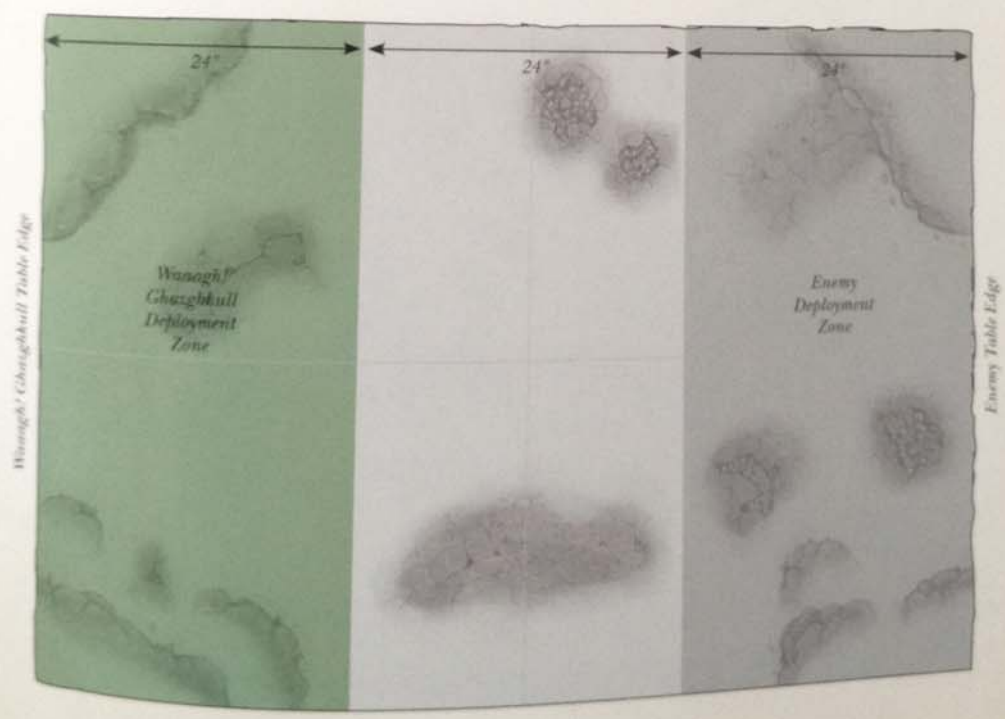 24"
24"
24"
Waaagh!
Ghazghkull
Deployment
Zone
Enemy
Deployment
Zone
Waaagh! Ghazghkull Table Edge
Enemy Table Edge